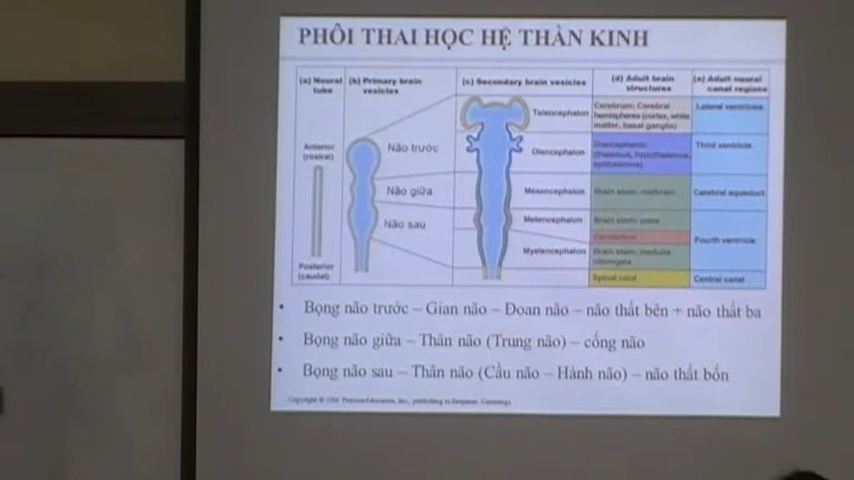 PHÔI THAI HỌC HỆ THẦN KINH
(a) Neural tube
(b) Primary brain vesicles
(c) Secondary brain vesicles
(d) Adult brain structures
(e) Adult neural canal regions
Anterior (rostral)
Posterior (caudal)
Não trước
Não giữa
Não sau
Telencephalon
Diencephalon
Mesencephalon
Metencephalon
Myelencephalon
Cerebrum: Cerebral
hemispheres (cortex, white
matter, basal ganglia)
Diencephalon
(thalamus, hypothalamus,
epithalamus)
Brain stem: midbrain
Brain stem: pons
Cerebellum
Brain stem: medulla
oblongata
Spinal cord
Lateral ventricles
Third ventricle
Cerebral aqueduct
Fourth ventricle
Central canal
• Bọng não trước – Gian não – Đoan não – não thất bên + não thất ba
• Bọng não giữa – Thân não (Trung não) – cống não
• Bọng não sau – Thân não (Cầu não – Hành não) – não thất bốn
Pearson Education, Inc., publishing as Benjamin Cummings